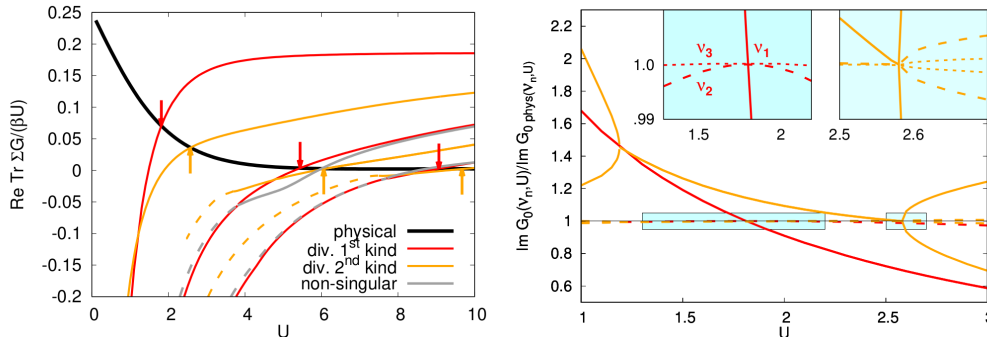 Re Tr ΣG/(βU)
0.25
0.2
0.15
0.1
0.05
0
-0.05
-0.1
-0.15
-0.2
physical
div. 1st kind
div. 2nd kind
non-singular
0 2 4 6 8 10
U
Im G0(νn,U)/Im G0 phys(νn,U)
2.2
2
1.8
1.6
1.4
1.2
1
0.8
0.6
1.0
.99
ν3
ν1
ν2
1.5 2
2.5 2.6
1 1.5 2 2.5 3
U